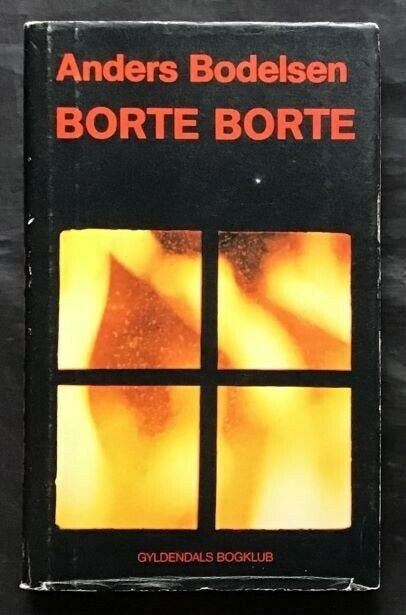 Anders Bodelsen
BORTE BORTE
GYLDENDALS BOGKLUB